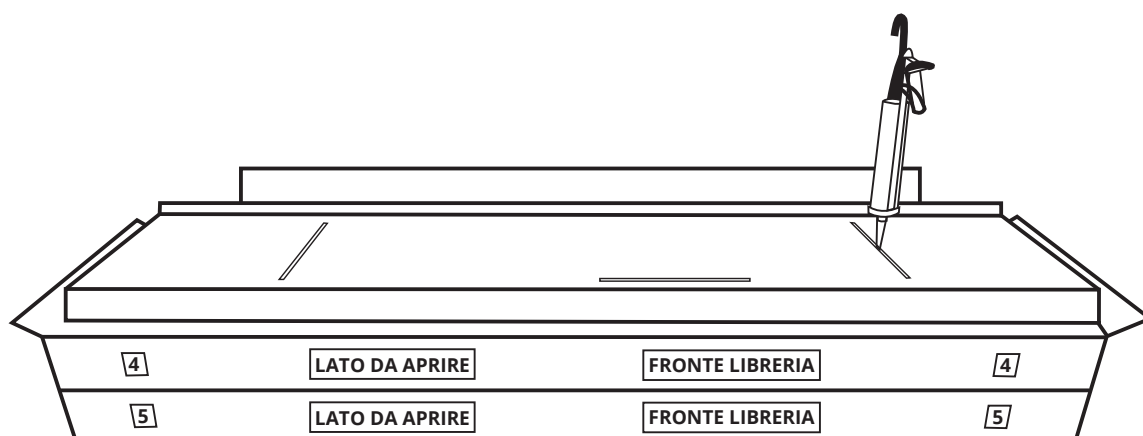 4 LATO DA APRIRE FRONTE LIBRERIA 4
5 LATO DA APRIRE FRONTE LIBRERIA 5